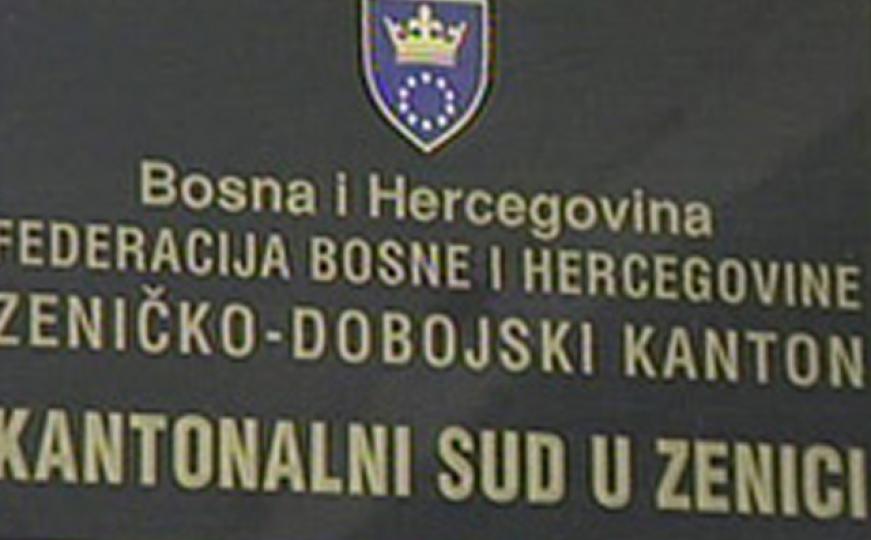 Bosna i Hercegovina
FEDERACIJA BOSNE I HERCEGOVINE
ZENIČKO-DOBOJSKI KANTON
KANTONALNI SUD U ZENICI